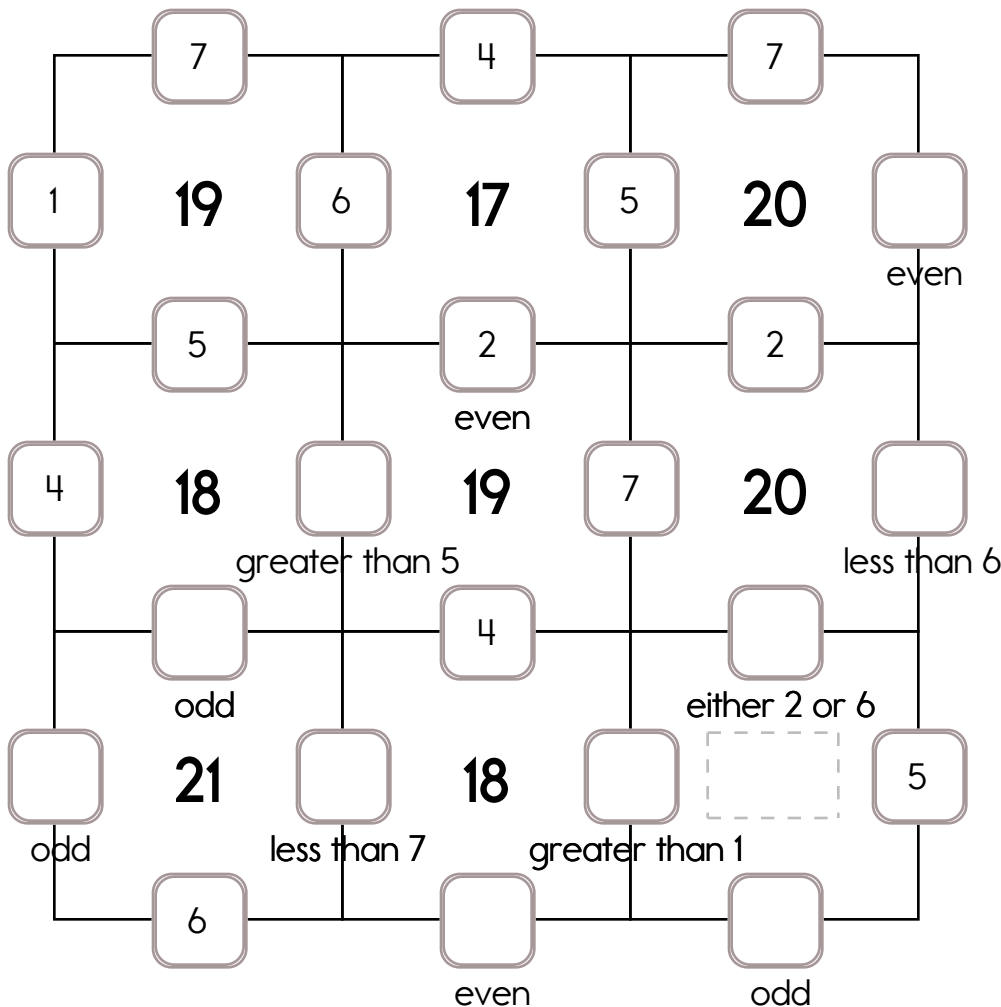 7 4 7
1 19 6 17 5 20
even
5 2 2
even
4 18 19 7 20
greater than 5 less than 6
4
odd either 2 or 6
21 18 5
odd less than 7 greater than 1
6
even odd